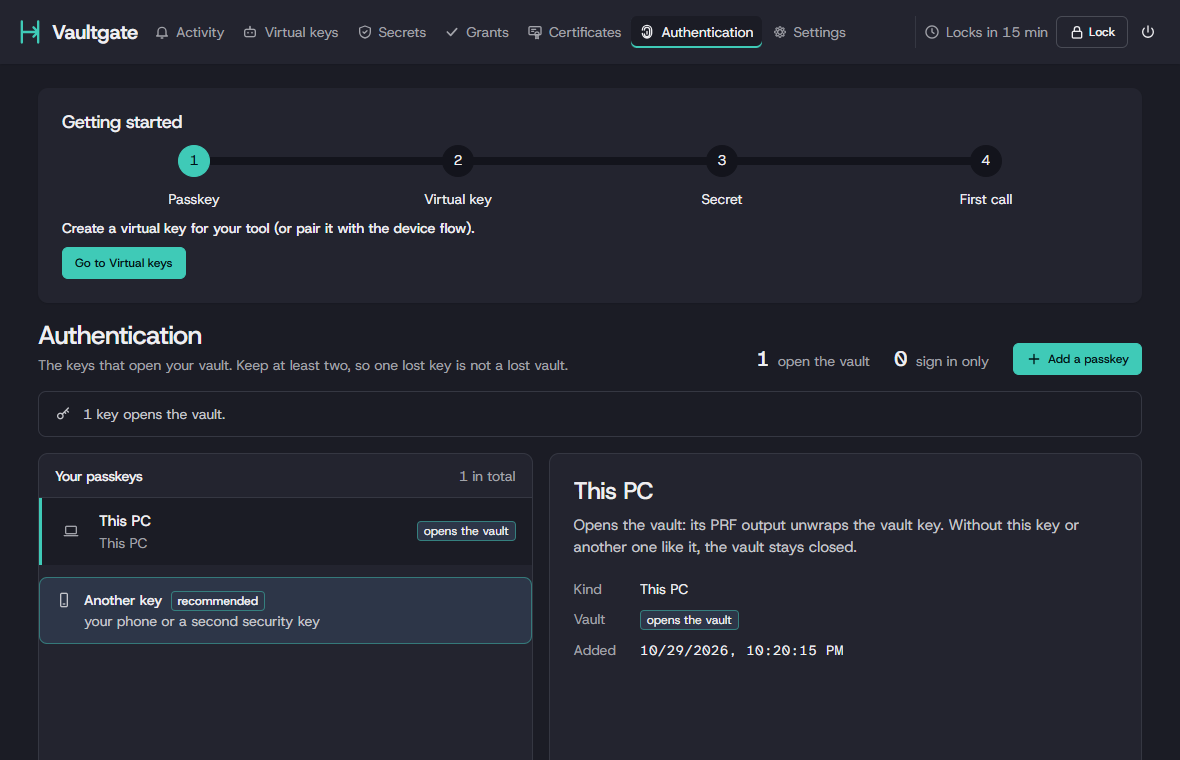 Vaultgate Activity Virtual keys Secrets Grants Certificates Authentication Settings Locks in 15 min Lock
Getting started
1 2 3 4
Passkey Virtual key Secret First call
Create a virtual key for your tool (or pair it with the device flow).
Go to Virtual keys
Authentication
The keys that open your vault. Keep at least two, so one lost key is not a lost vault.
1 open the vault 0 sign in only + Add a passkey
1 key opens the vault.
Your passkeys 1 in total
This PC
This PC
opens the vault
Another key recommended
your phone or a second security key
This PC
Opens the vault: its PRF output unwraps the vault key. Without this key or
another one like it, the vault stays closed.
Kind This PC
Vault opens the vault
Added 10/29/2026, 10:20:15 PM